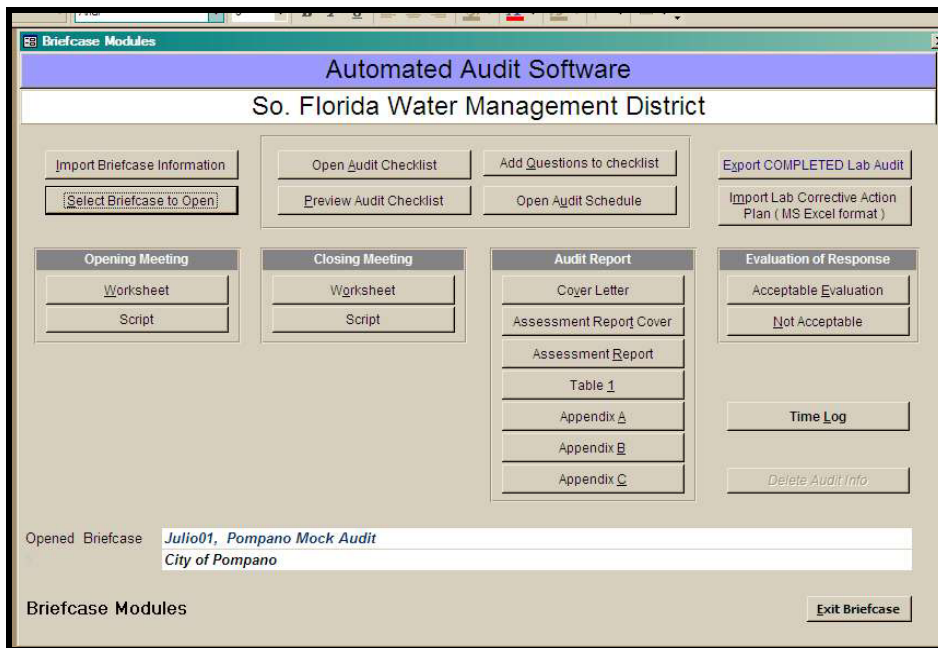 Briefcase Modules
Automated Audit Software
So. Florida Water Management District
Import Briefcase Information
Select Briefcase to Open
Open Audit Checklist
Add Questions to checklist
Preview Audit Checklist
Open Audit Schedule
Export COMPLETED Lab Audit
Import Lab Corrective Action
Plan ( MS Excel format )
Opening Meeting
Worksheet
Script
Closing Meeting
Worksheet
Script
Audit Report
Cover Letter
Assessment Report Cover
Assessment Report
Table 1
Appendix A
Appendix B
Appendix C
Evaluation of Response
Acceptable Evaluation
Not Acceptable
Time Log
Delete Audit Info
Opened Briefcase
Julio01, Pompano Mock Audit
City of Pompano
Briefcase Modules
Exit Briefcase